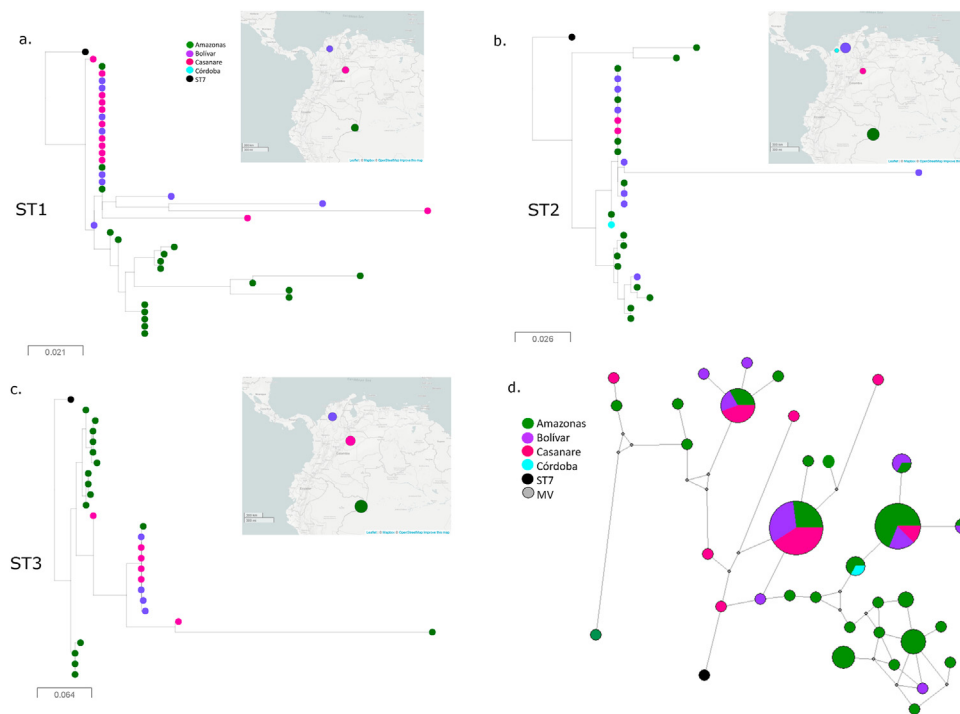 a.
Amazonas
Bolívar
Casanare
Córdoba
ST7
ST1
0.021
b.
ST2
0.026
c.
ST3
0.064
d.
Amazonas
Bolívar
Casanare
Córdoba
ST7
MV